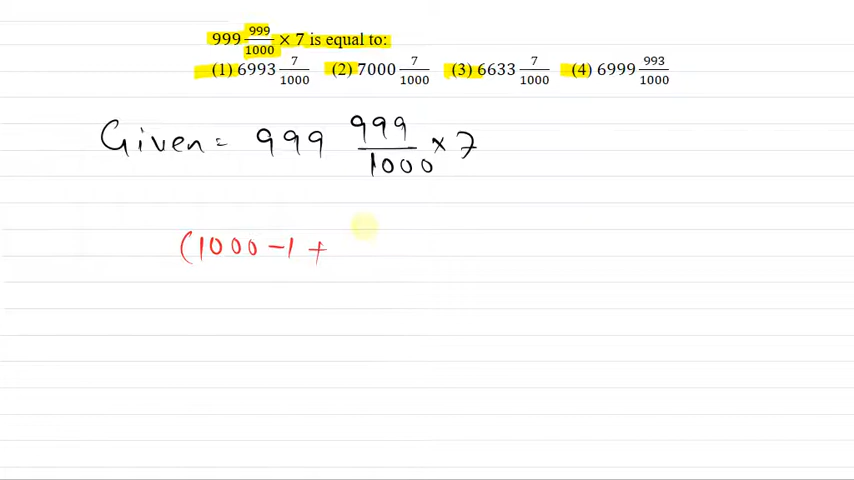 999 999/1000 × 7 is equal to:
(1) 6993 7/1000 (2) 7000 7/1000 (3) 6633 7/1000 (4) 6999 993/1000
Given = 999 999/1000 × 7
(1000 - 1 +